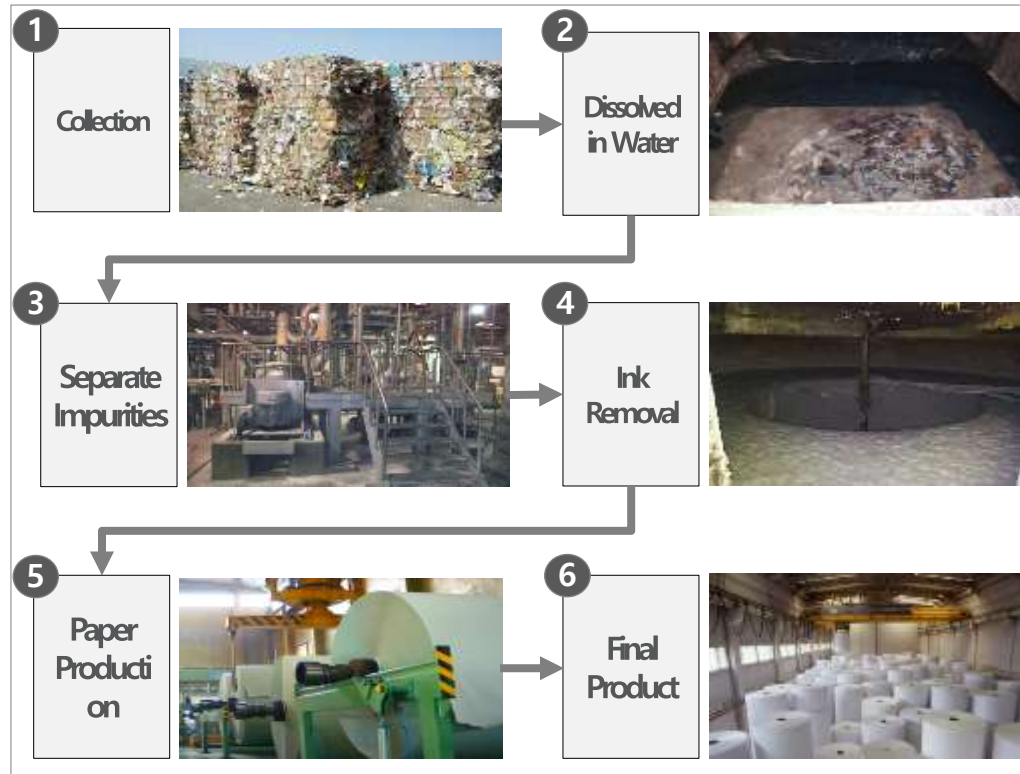 1
Collection
2
Dissolved
in Water
3
Separate
Impurities
4
Ink
Removal
5
Paper
Producti
on
6
Final
Product